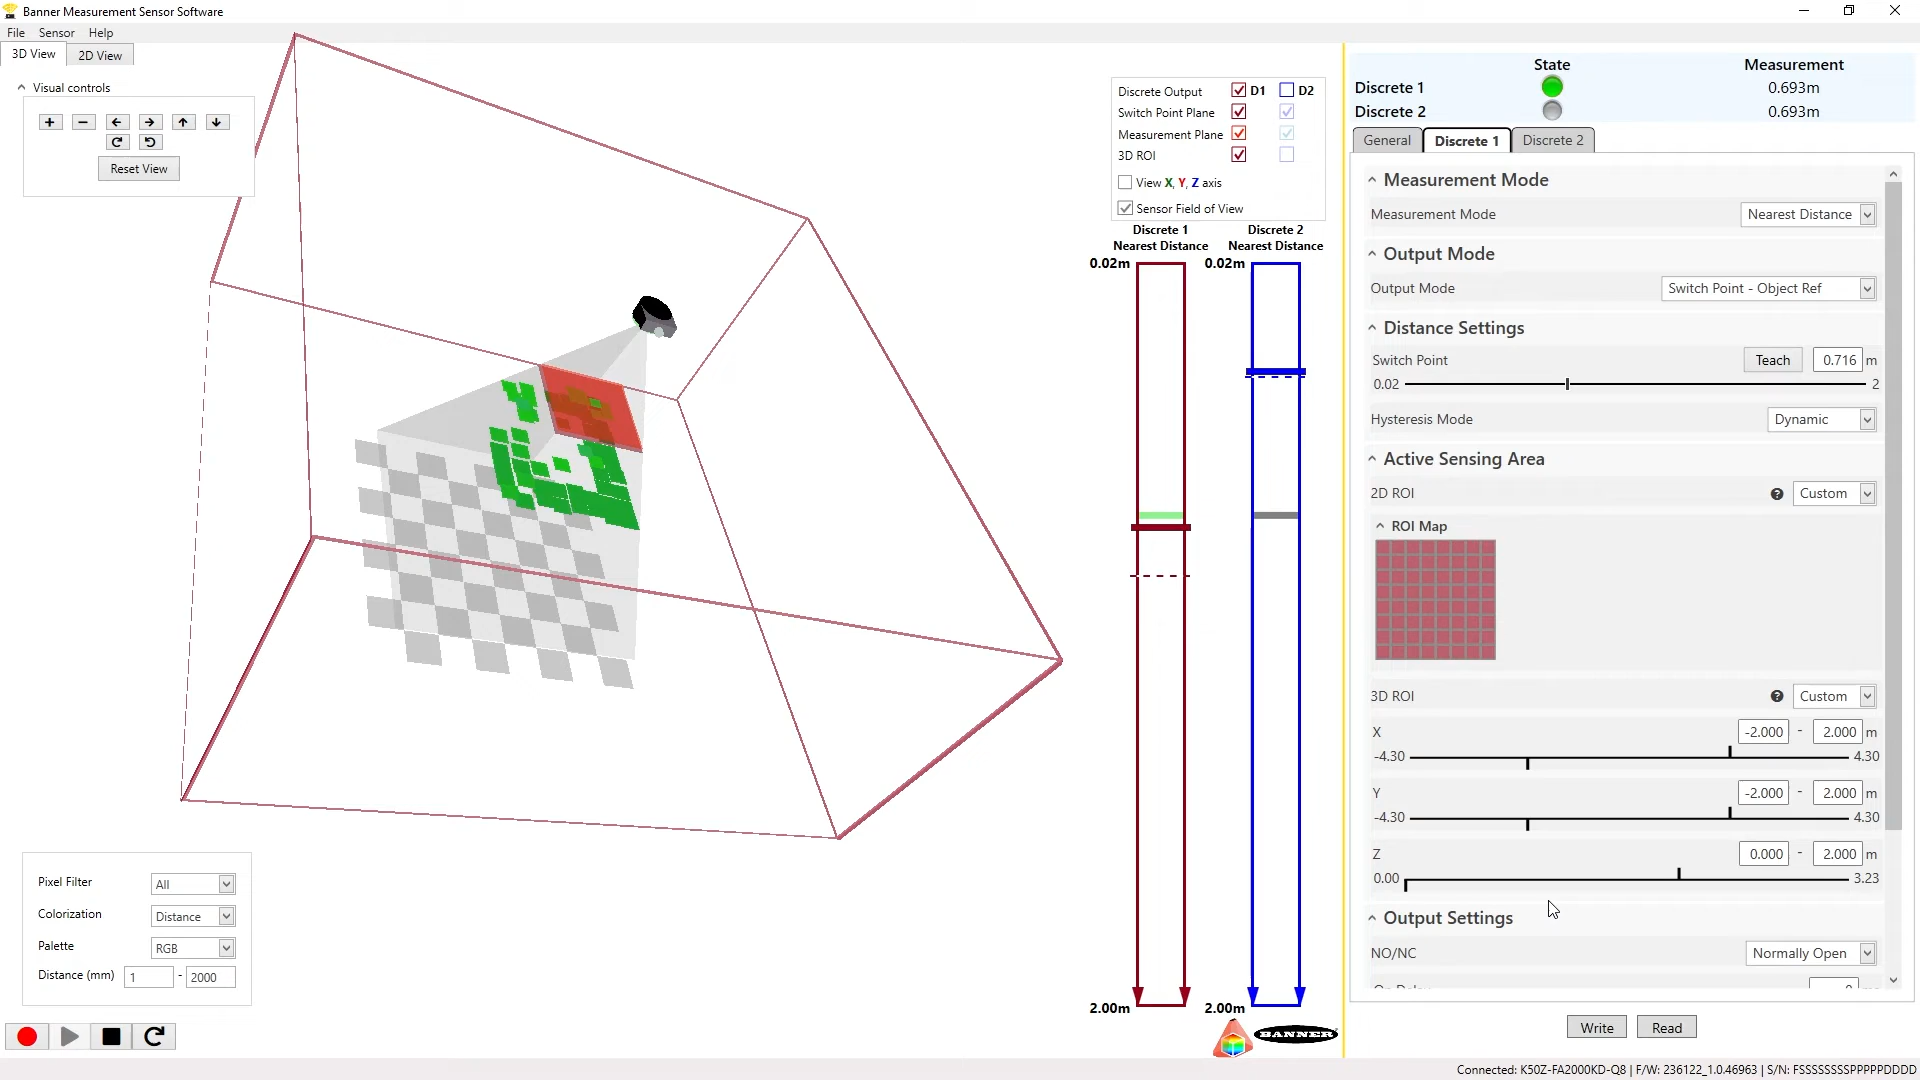 Banner Measurement Sensor Software
File Sensor Help
3D View 2D View
Visual controls
Reset View
Discrete Output D1 D2
Switch Point Plane
Measurement Plane
3D ROI
View X, Y, Z axis
Sensor Field of View
Discrete 1 Discrete 2
Nearest Distance Nearest Distance
0.02m 0.02m
2.00m 2.00m
BANNER
Pixel Filter All
Colorization Distance
Palette RGB
Distance (mm) 1 - 2000
State Measurement
Discrete 1 0.693m
Discrete 2 0.693m
General Discrete 1 Discrete 2
Measurement Mode
Measurement Mode Nearest Distance
Output Mode
Output Mode Switch Point - Object Ref
Distance Settings
Switch Point Teach 0.716 m
0.02 2
Hysteresis Mode Dynamic
Active Sensing Area
2D ROI ? Custom
ROI Map
3D ROI ? Custom
X -2.000 - 2.000 m
-4.30 4.30
Y -2.000 - 2.000 m
-4.30 4.30
Z 0.000 - 2.000 m
0.00 3.23
Output Settings
NO/NC Normally Open
Write Read
Connected: K50Z-FA2000KD-Q8 | F/W: 236122_1.0.46963 | S/N: FSSSSSSSSPPPPPDDDD